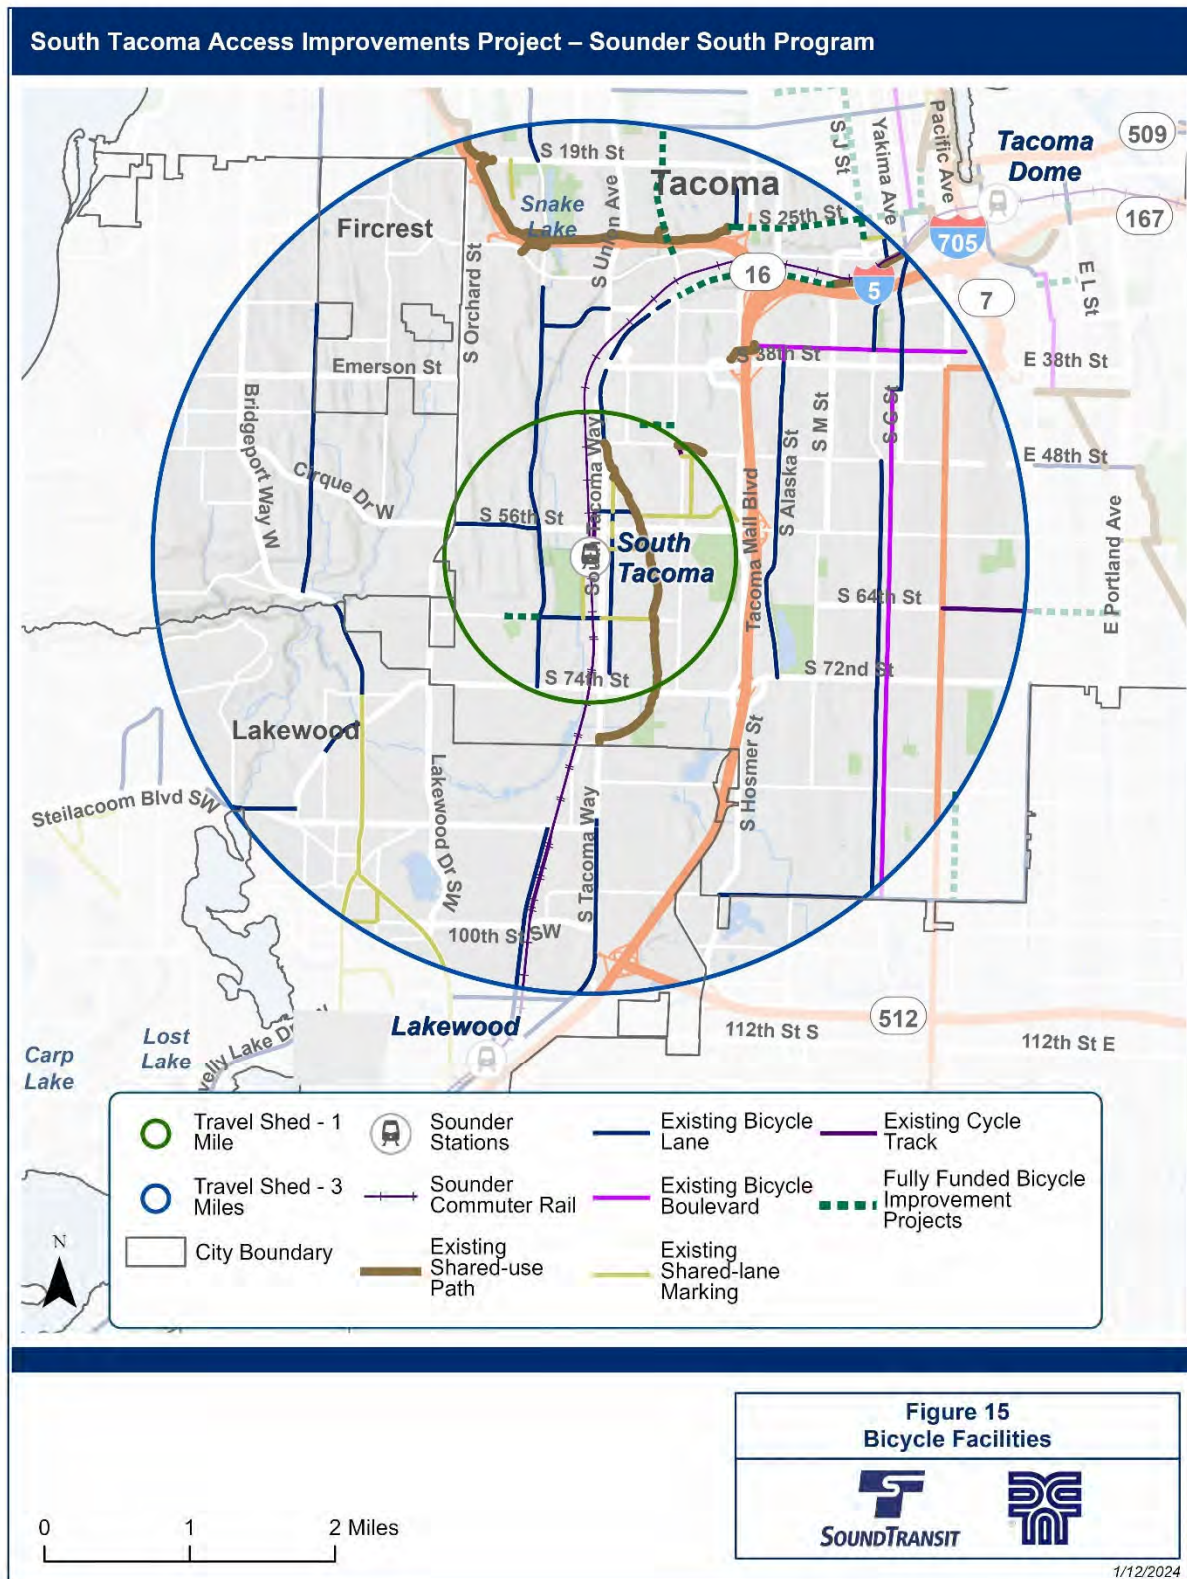 South Tacoma Access Improvements Project – Sounder South Program
S 19th St
Tacoma
S J St
Yakima Ave
Pacific Ave
Tacoma
Dome
509
Fircrest
Snake
Lake
S Union Ave
S 25th St
705
167
S Orchard St
16
5
7
E L St
Emerson St
S 38th St
E 38th St
Bridgeport Way W
Cirque Dr W
South Tacoma Way
Tacoma Mall Blvd
S Alaska St
S M St
S C St
E 48th St
S 56th St
South
Tacoma
S 64th St
E Portland Ave
S 74th St
S 72nd St
Lakewood
Steilacoom Blvd SW
Lakewood Dr SW
S Tacoma Way
S Hosmer St
100th St SW
Lakewood
512
112th St S
112th St E
Lost
Lake
Carp
Lake
velly Lake Dr
Travel Shed - 1
Mile
Sounder
Stations
Existing Bicycle
Lane
Existing Cycle
Track
Travel Shed - 3
Miles
Sounder
Commuter Rail
Existing Bicycle
Boulevard
Fully Funded Bicycle
Improvement
Projects
N
City Boundary
Existing
Shared-use
Path
Existing
Shared-lane
Marking
Figure 15
Bicycle Facilities
SOUNDTRANSIT
0 1 2 Miles
1/12/2024